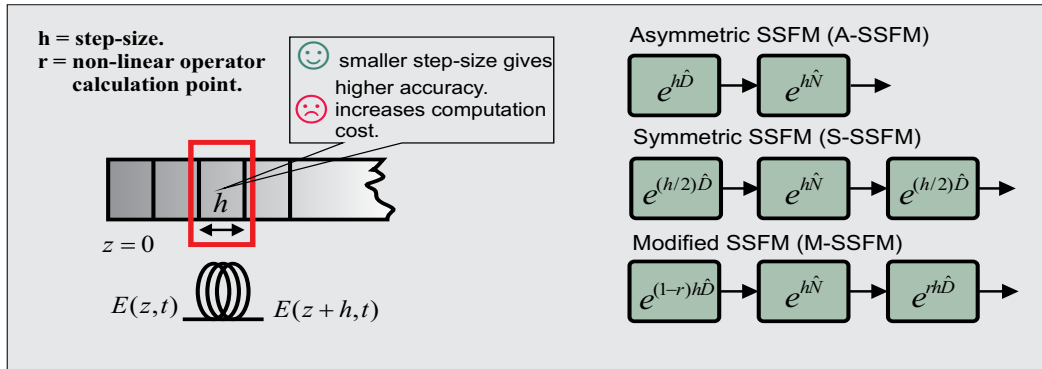 h = step-size.
r = non-linear operator
calculation point.
smaller step-size gives
higher accuracy.
increases computation
cost.
h
z = 0
E(z,t)
E(z + h,t)
Asymmetric SSFM (A-SSFM)
e^{hD̂}
e^{hN̂}
Symmetric SSFM (S-SSFM)
e^{(h/2)D̂}
e^{hN̂}
e^{(h/2)D̂}
Modified SSFM (M-SSFM)
e^{(1–r)hD̂}
e^{hN̂}
e^{rhD̂}